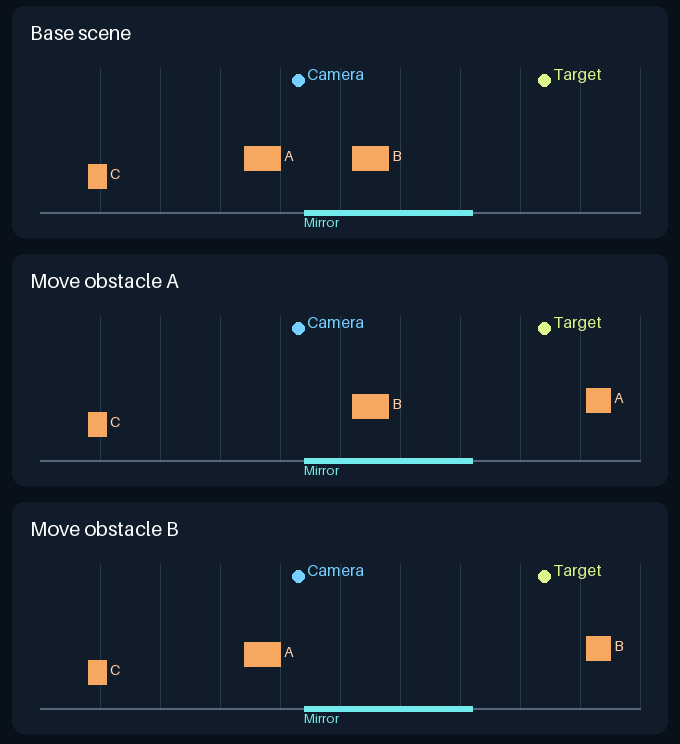 Base scene
Camera
Target
A
B
C
Mirror
Move obstacle A
Camera
Target
A
B
C
Mirror
Move obstacle B
Camera
Target
B
A
C
Mirror